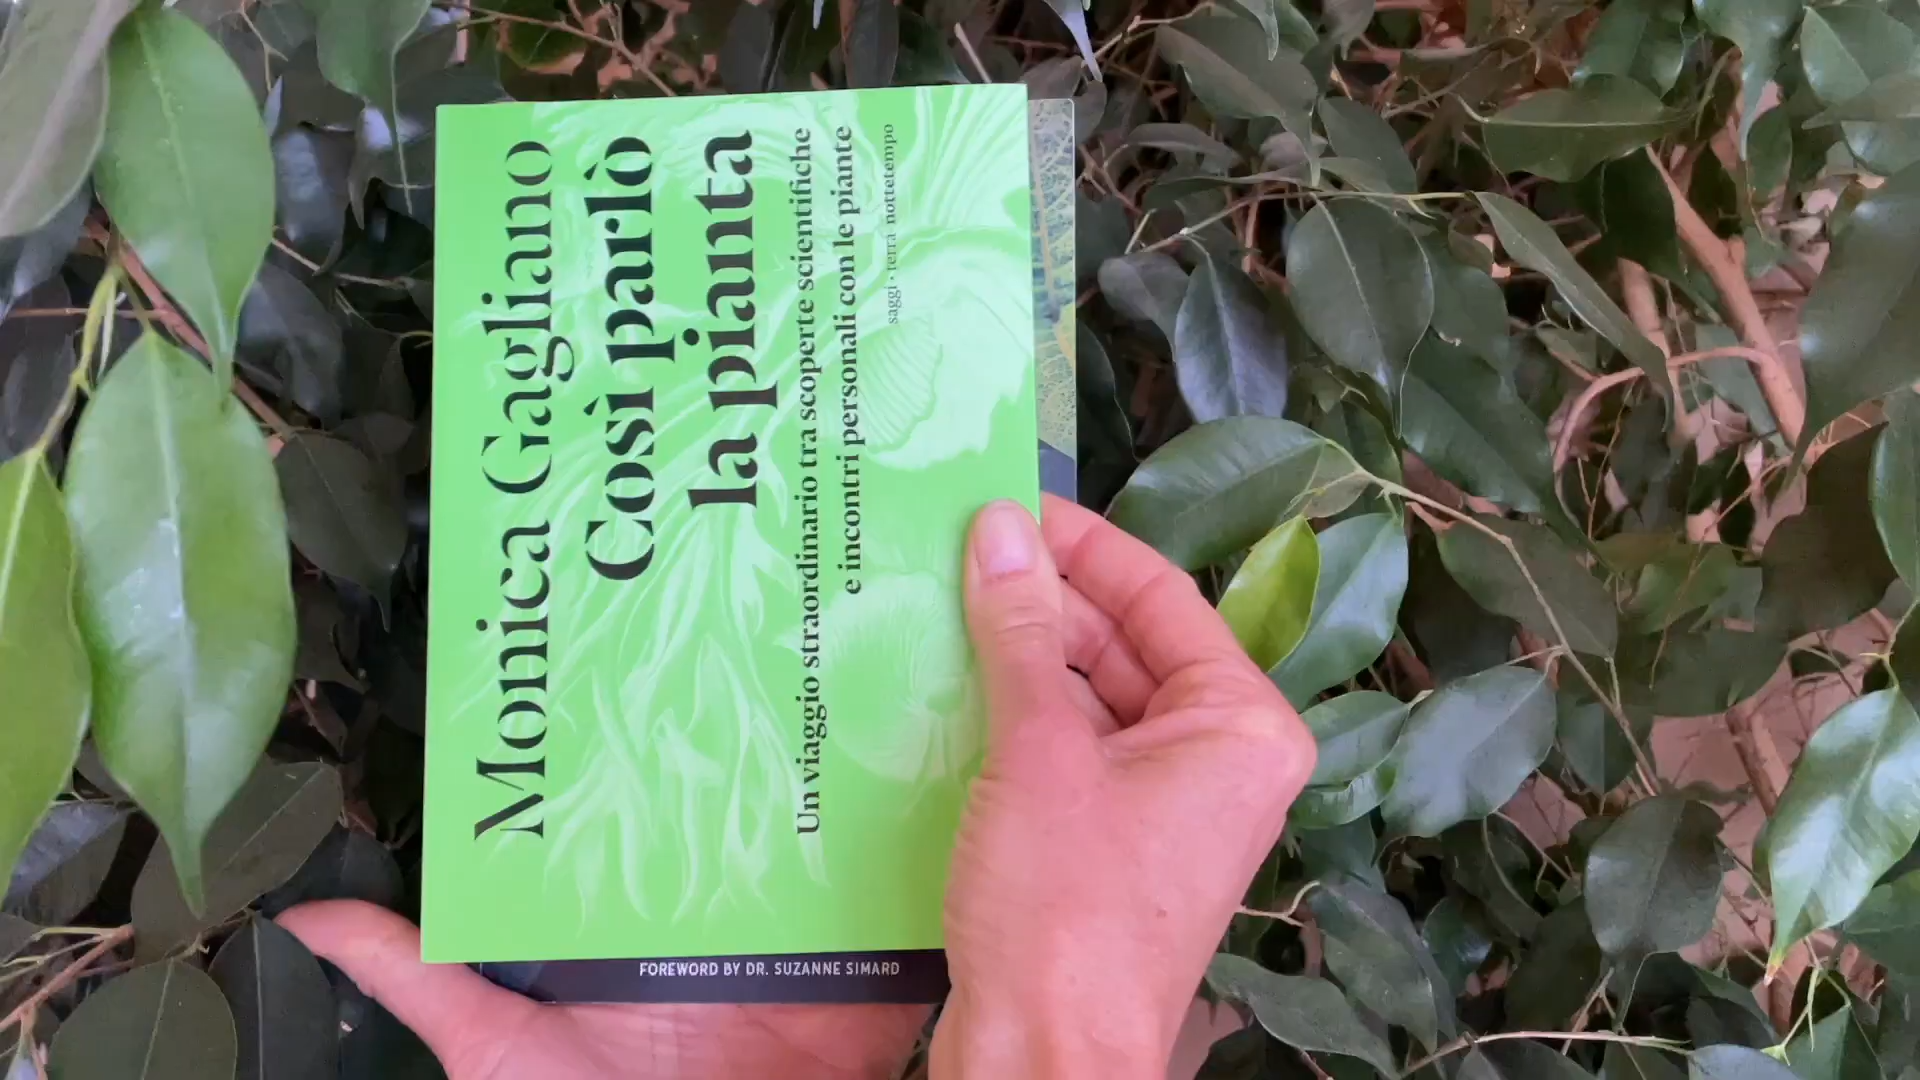 Monica Gagliano
Così parlò
la pianta
Un viaggio straordinario tra scoperte scientifiche
e incontri personali con le piante
saggi · terra nottetempo
FOREWORD BY DR. SUZANNE SIMARD